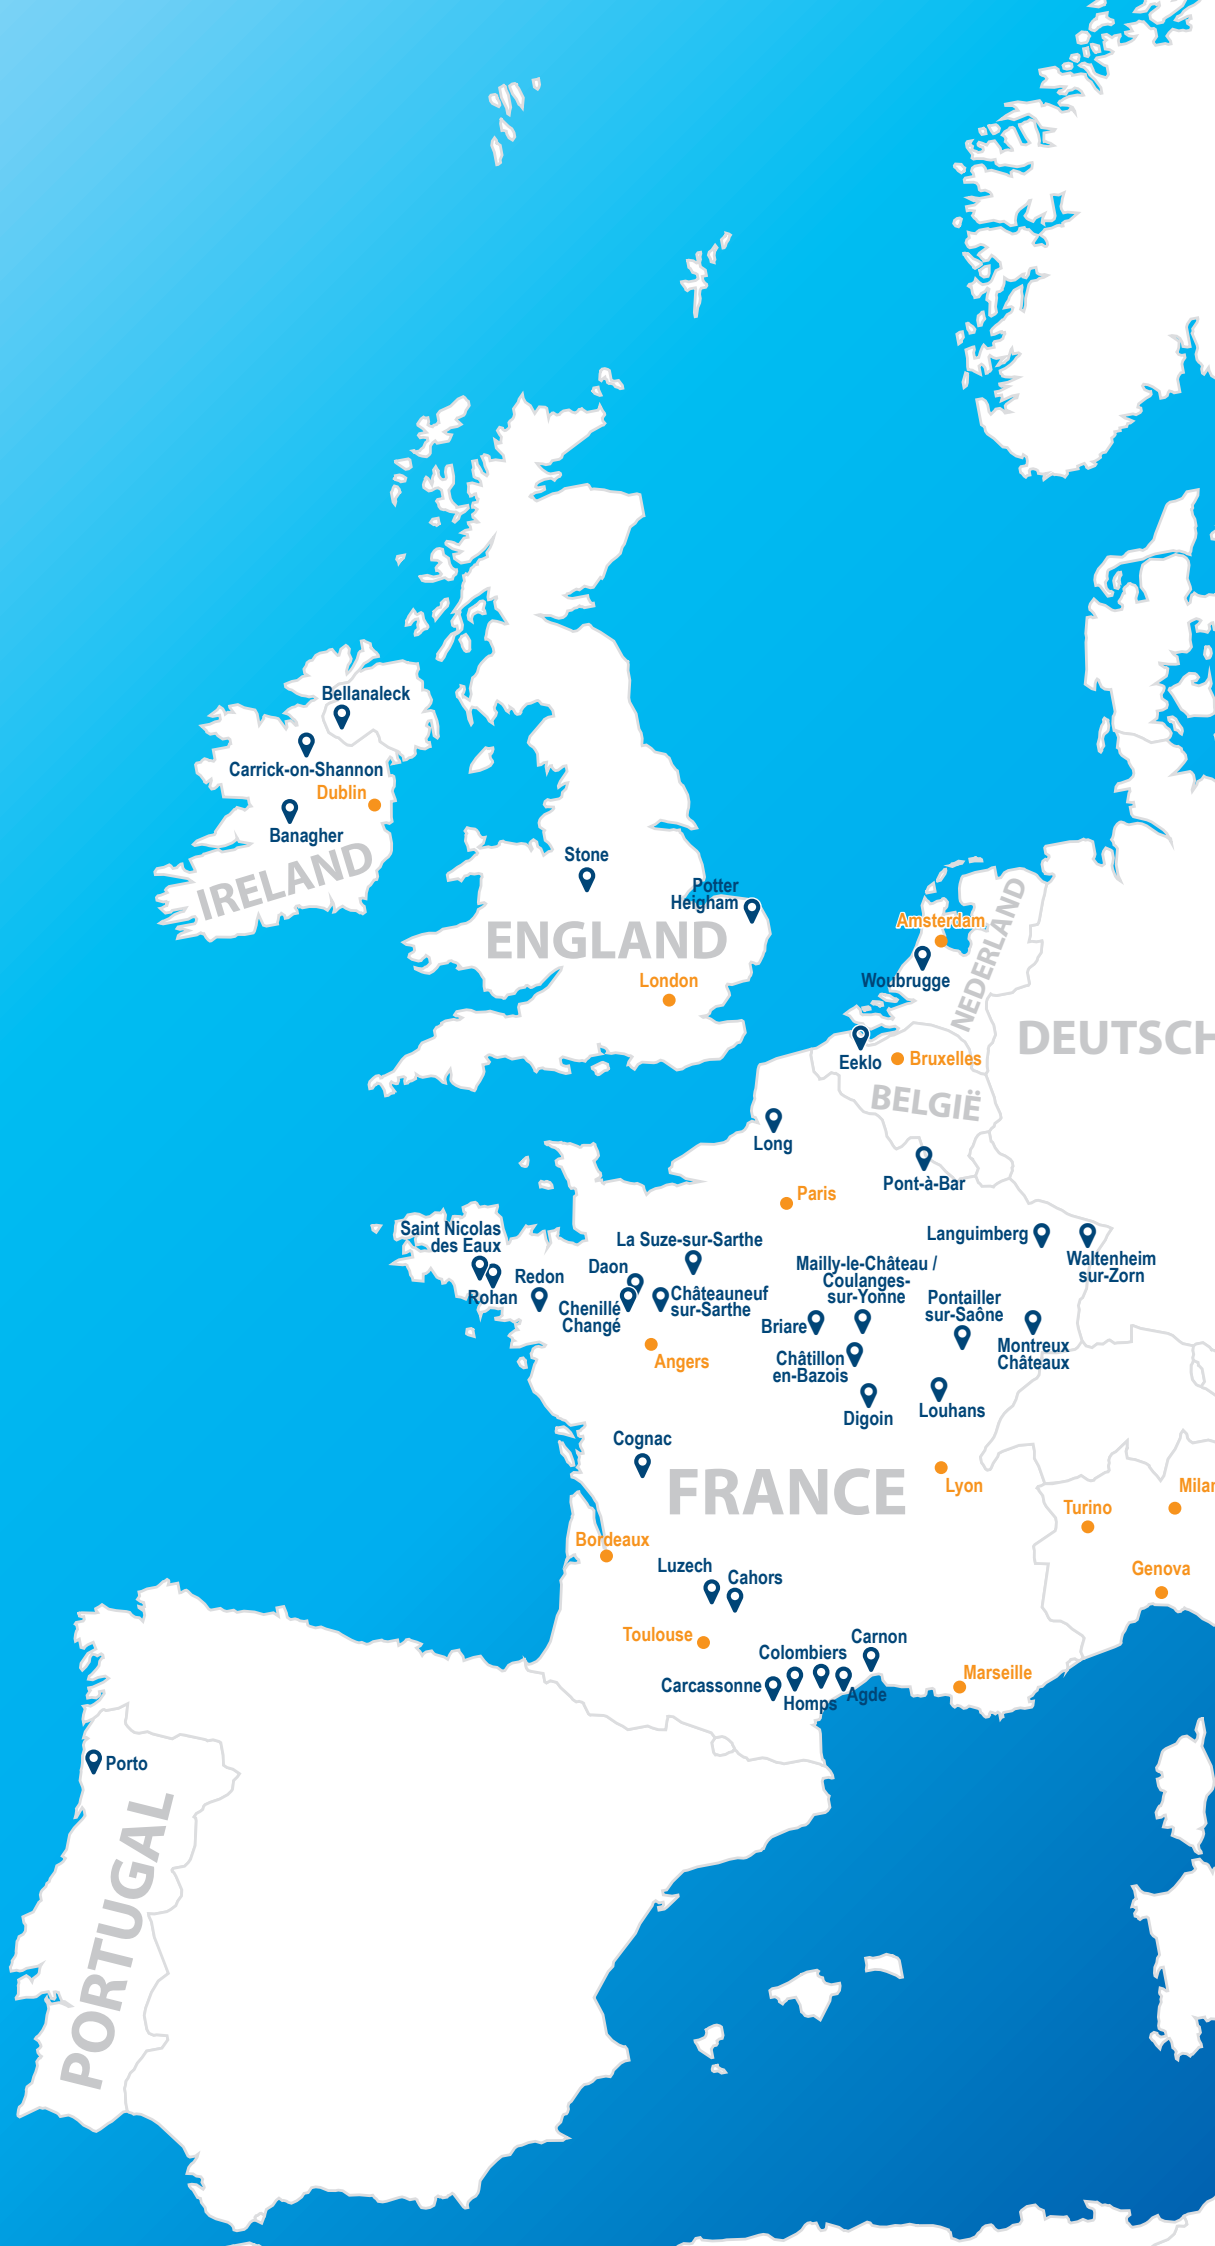 Bellanaleck
Carrick-on-Shannon
Dublin
Banagher
IRELAND
Stone
Potter
Heigham
ENGLAND
London
Amsterdam
Woubrugge
NEDERLAND
DEUTSCH
Eeklo
Bruxelles
BELGIË
Long
Pont-à-Bar
Paris
Saint Nicolas
des Eaux
Rohan
Redon
La Suze-sur-Sarthe
Daon
Chenillé
Changé
Châteauneuf
sur-Sarthe
Angers
Languimberg
Waltenheim
sur-Zorn
Mailly-le-Château /
Coulanges-
sur-Yonne
Briare
Pontailler
sur-Saône
Montreux
Châteaux
Châtillon
en-Bazois
Digoin
Louhans
Cognac
FRANCE
Lyon
Turino
Milan
Genova
Bordeaux
Luzech
Cahors
Toulouse
Colombiers
Carnon
Carcassonne
Homps
Agde
Marseille
Porto
PORTUGAL